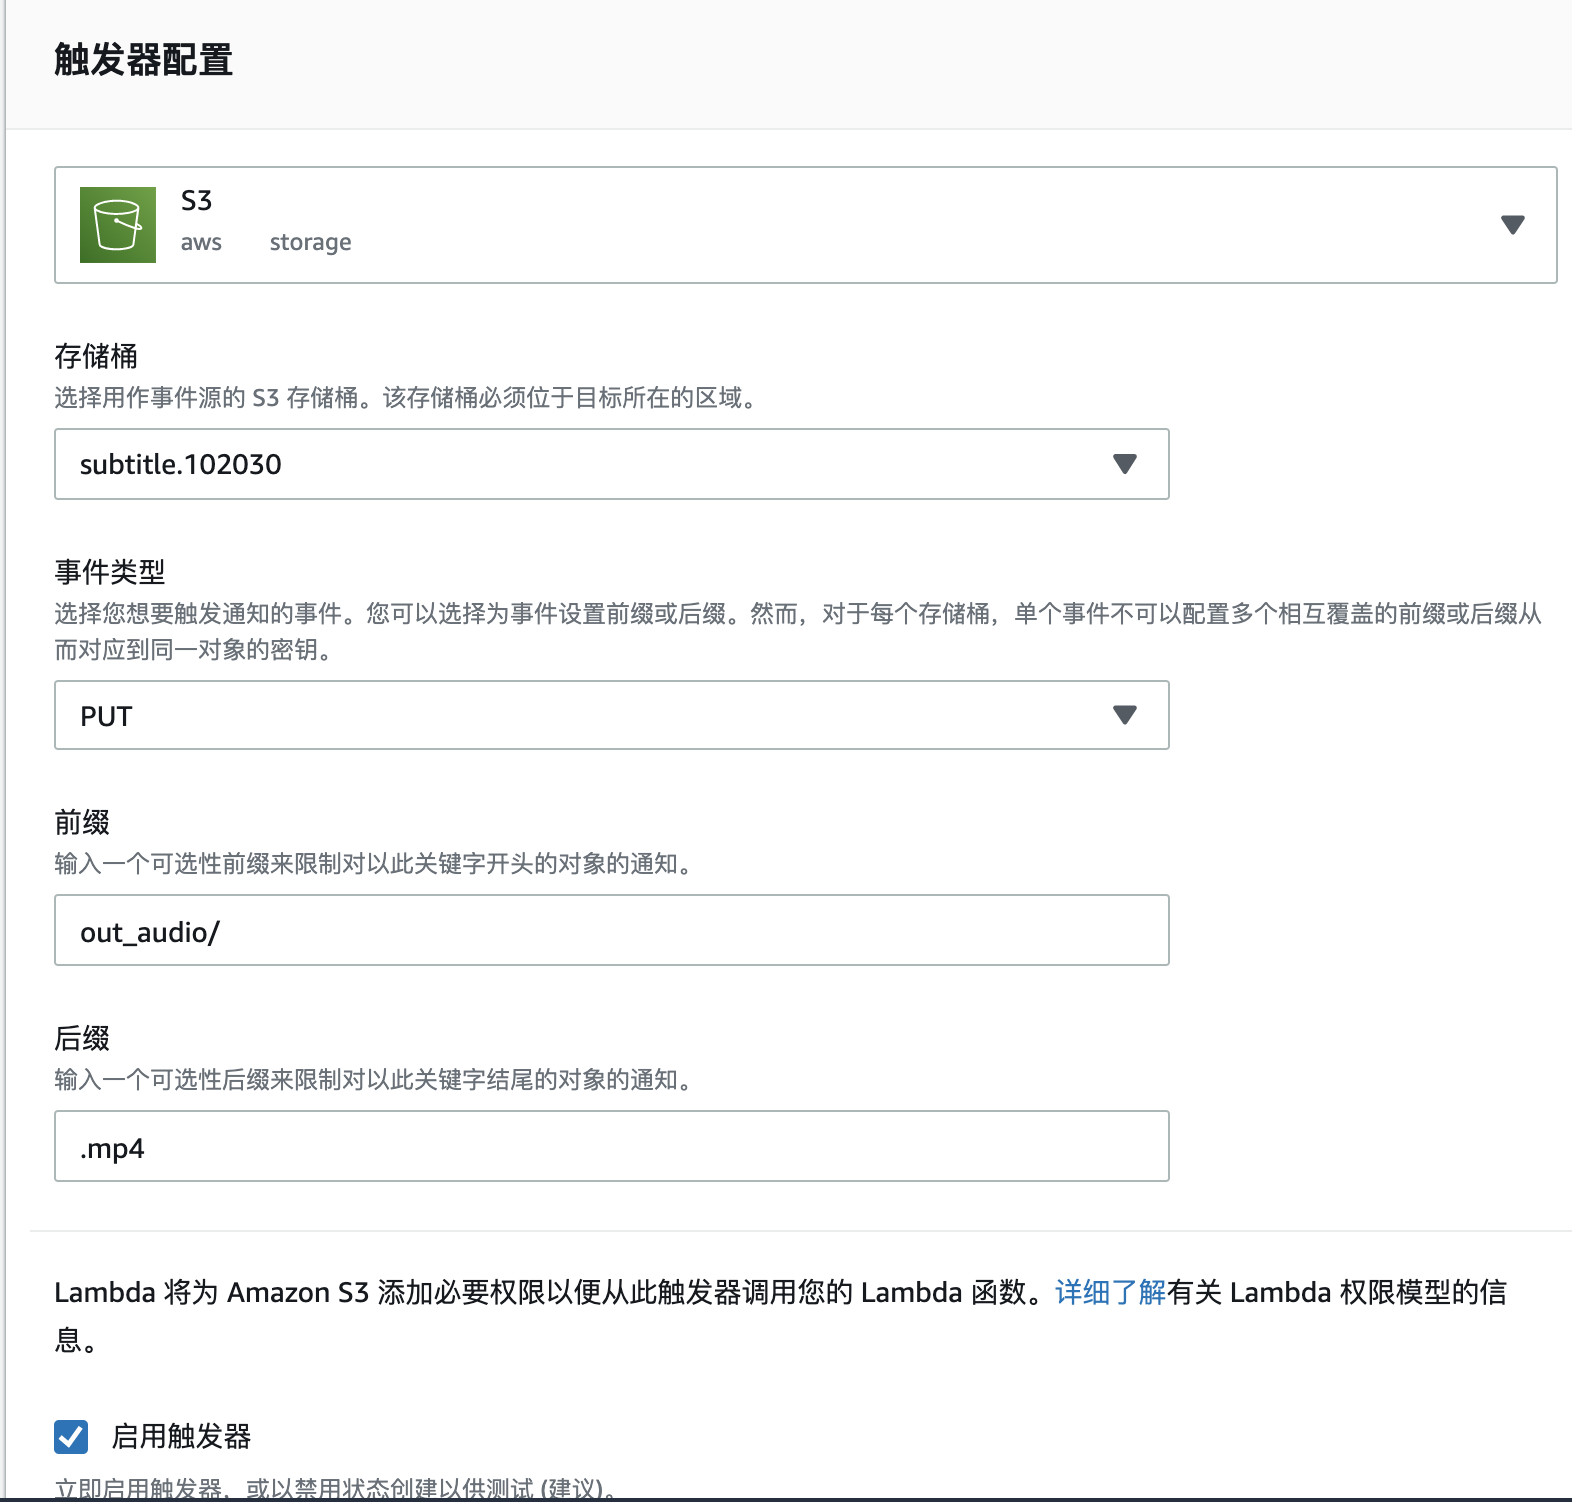 触发器配置
S3
aws storage
存储桶
选择用作事件源的 S3 存储桶。该存储桶必须位于目标所在的区域。
subtitle.102030
事件类型
选择您想要触发通知的事件。您可以选择为事件设置前缀或后缀。然而，对于每个存储桶，单个事件不可以配置多个相互覆盖的前缀或后缀从
而对应到同一对象的密钥。
PUT
前缀
输入一个可选性前缀来限制对以此关键字开头的对象的通知。
out_audio/
后缀
输入一个可选性后缀来限制对以此关键字结尾的对象的通知。
.mp4
Lambda 将为 Amazon S3 添加必要权限以便从此触发器调用您的 Lambda 函数。详细了解有关 Lambda 权限模型的信
息。
启用触发器
立即启用触发器，或以禁用状态创建以供测试 (建议)。